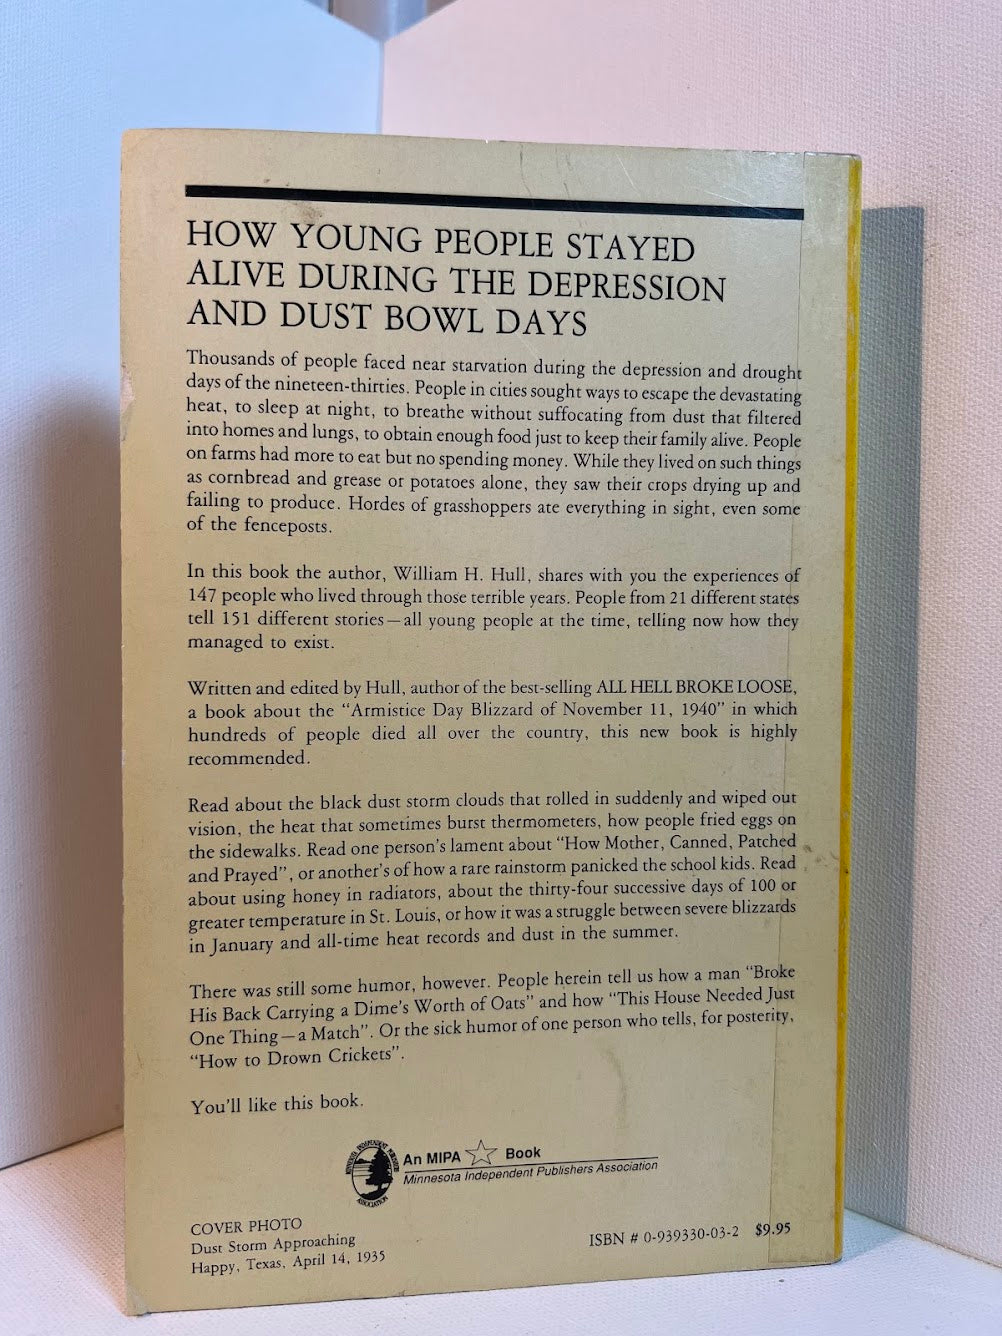 HOW YOUNG PEOPLE STAYED
ALIVE DURING THE DEPRESSION
AND DUST BOWL DAYS
Thousands of people faced near starvation during the depression and drought
days of the nineteen-thirties. People in cities sought ways to escape the devastating
heat, to sleep at night, to breathe without suffocating from dust that filtered
into homes and lungs, to obtain enough food just to keep their family alive. People
on farms had more to eat but no spending money. While they lived on such things
as cornbread and grease or potatoes alone, they saw their crops drying up and
failing to produce. Hordes of grasshoppers ate everything in sight, even some
of the fenceposts.
In this book the author, William H. Hull, shares with you the experiences of
147 people who lived through those terrible years. People from 21 different states
tell 151 different stories—all young people at the time, telling now how they
managed to exist.
Written and edited by Hull, author of the best-selling ALL HELL BROKE LOOSE,
a book about the “Armistice Day Blizzard of November 11, 1940” in which
hundreds of people died all over the country, this new book is highly
recommended.
Read about the black dust storm clouds that rolled in suddenly and wiped out
vision, the heat that sometimes burst thermometers, how people fried eggs on
the sidewalks. Read one person's lament about “How Mother, Canned, Patched
and Prayed”, or another's of how a rare rainstorm panicked the school kids. Read
about using honey in radiators, about the thirty-four successive days of 100 or
greater temperature in St. Louis, or how it was a struggle between severe blizzards
in January and all-time heat records and dust in the summer.
There was still some humor, however. People herein tell us how a man “Broke
His Back Carrying a Dime's Worth of Oats” and how “This House Needed Just
One Thing—a Match”. Or the sick humor of one person who tells, for posterity,
“How to Drown Crickets”.
You'll like this book.
MINNESOTA INDEPENDENT PUBLISHERS
ASSOCIATION
An MIPA Book
Minnesota Independent Publishers Association
COVER PHOTO
Dust Storm Approaching
Happy, Texas, April 14, 1935
ISBN # 0-939330-03-2 $9.95